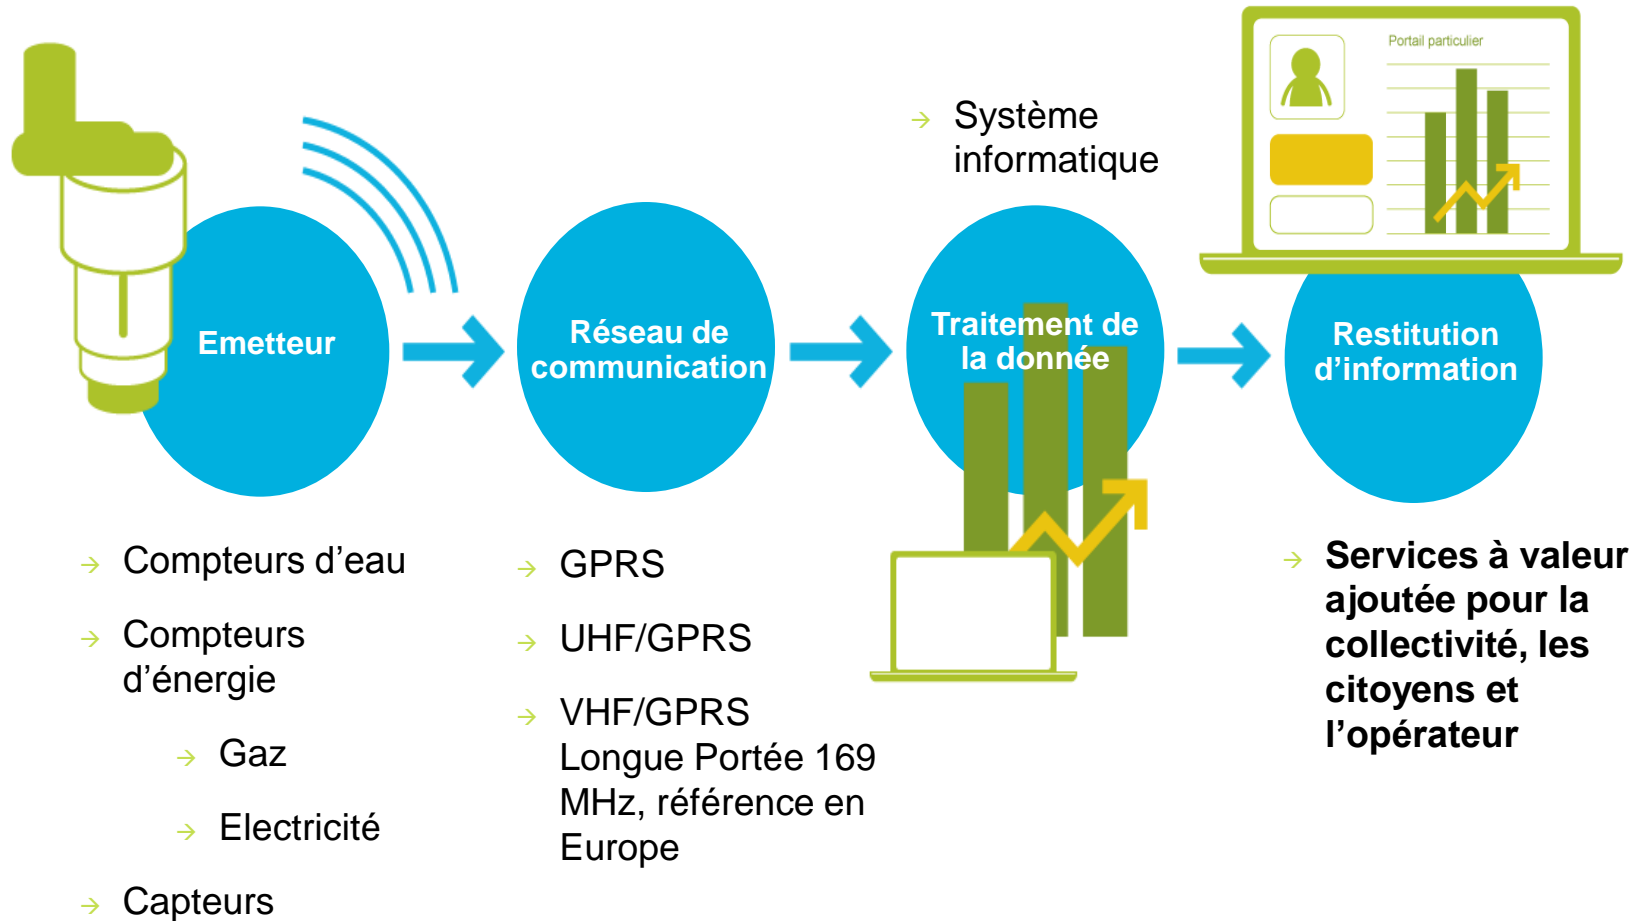 Portail particulier
Système
informatique
Emetteur
Réseau de
communication
Traitement de
la donnée
Restitution
d’information
Compteurs d’eau
Compteurs
d’énergie
Gaz
Electricité
Capteurs
GPRS
UHF/GPRS
VHF/GPRS
Longue Portée 169
MHz, référence en
Europe
Services à valeur
ajoutée pour la
collectivité, les
citoyens et
l’opérateur